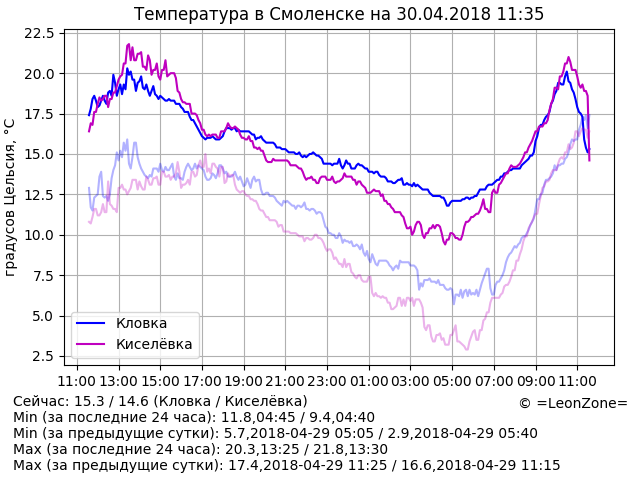 Температура в Смоленске на 30.04.2018 11:35
градусов Цельсия, °C
22.5
20.0
17.5
15.0
12.5
10.0
7.5
5.0
2.5
Кловка
Киселёвка
11:00 13:00 15:00 17:00 19:00 21:00 23:00 01:00 03:00 05:00 07:00 09:00 11:00
Сейчас: 15.3 / 14.6 (Кловка / Киселёвка)
© =LeonZone=
Min (за последние 24 часа): 11.8,04:45 / 9.4,04:40
Min (за предыдущие сутки): 5.7,2018-04-29 05:05 / 2.9,2018-04-29 05:40
Max (за последние 24 часа): 20.3,13:25 / 21.8,13:30
Max (за предыдущие сутки): 17.4,2018-04-29 11:25 / 16.6,2018-04-29 11:15